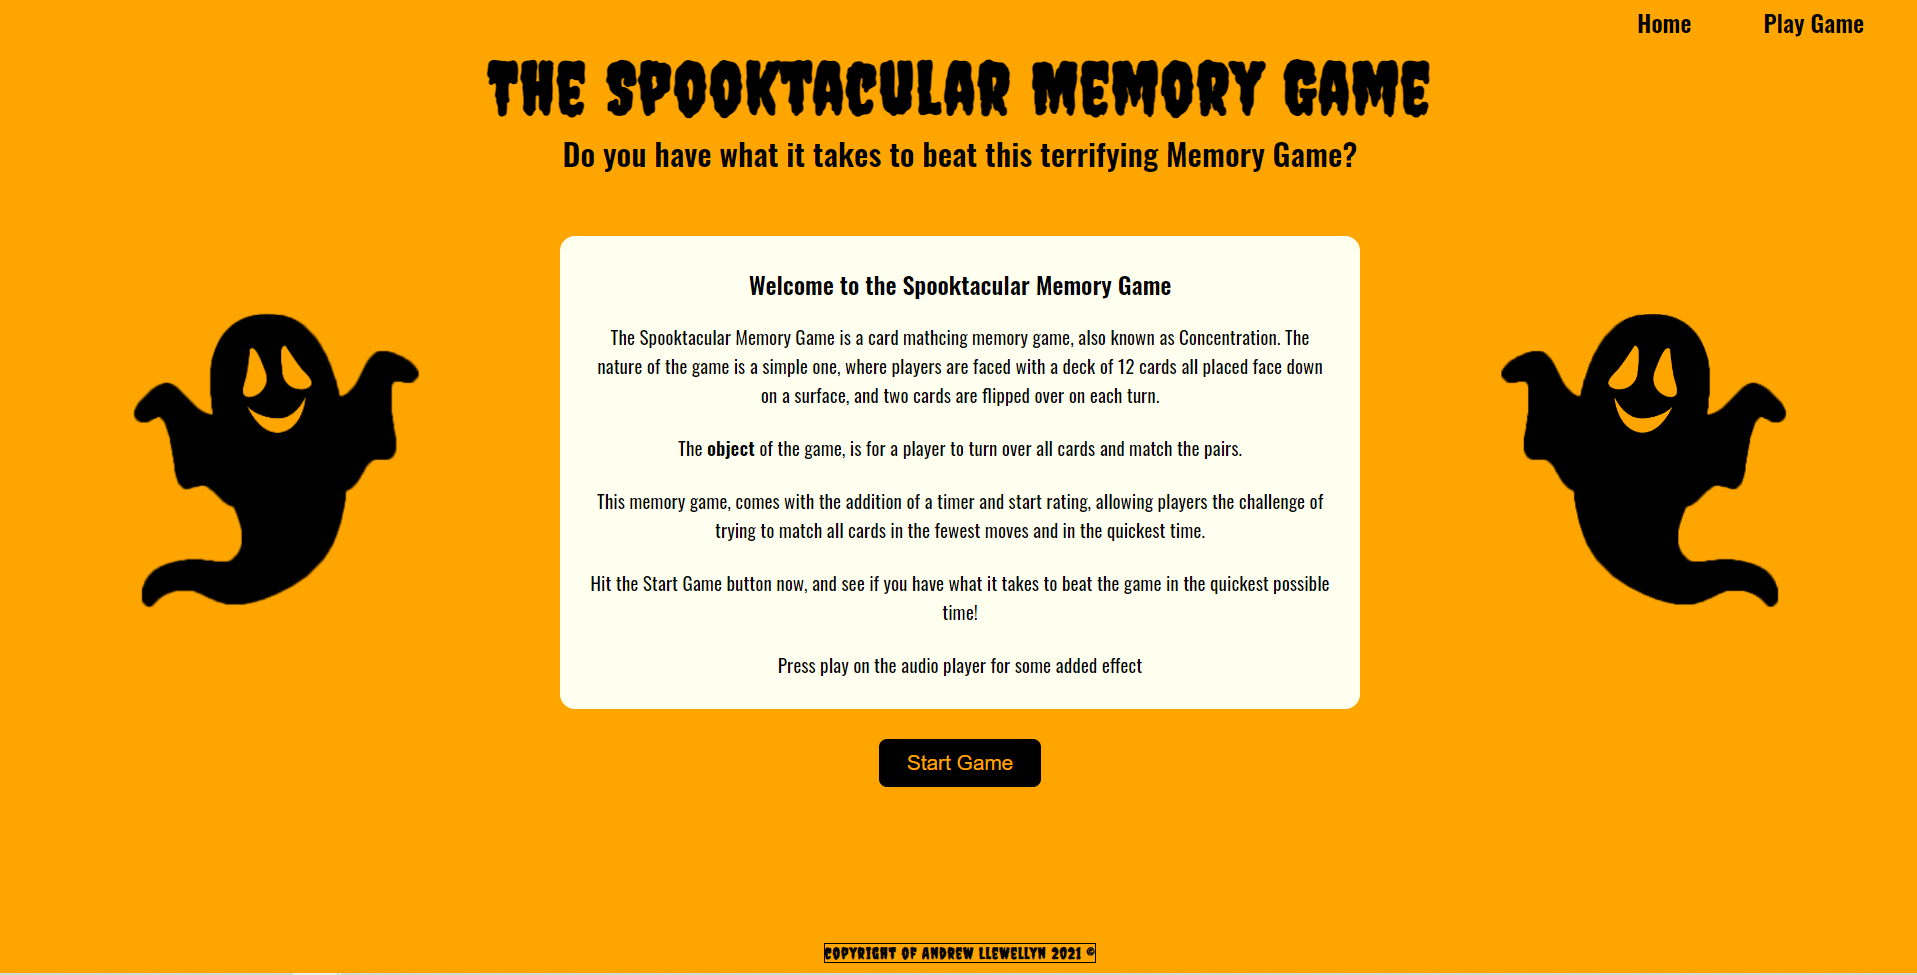 Home Play Game
THE SPOOKTACULAR MEMORY GAME
Do you have what it takes to beat this terrifying Memory Game?
Welcome to the Spooktacular Memory Game
The Spooktacular Memory Game is a card mathcing memory game, also known as Concentration. The
nature of the game is a simple one, where players are faced with a deck of 12 cards all placed face down
on a surface, and two cards are flipped over on each turn.
The object of the game, is for a player to turn over all cards and match the pairs.
This memory game, comes with the addition of a timer and start rating, allowing players the challenge of
trying to match all cards in the fewest moves and in the quickest time.
Hit the Start Game button now, and see if you have what it takes to beat the game in the quickest possible
time!
Press play on the audio player for some added effect
Start Game
COPYRIGHT OF ANDREW LLEWELLYN 2021 ©